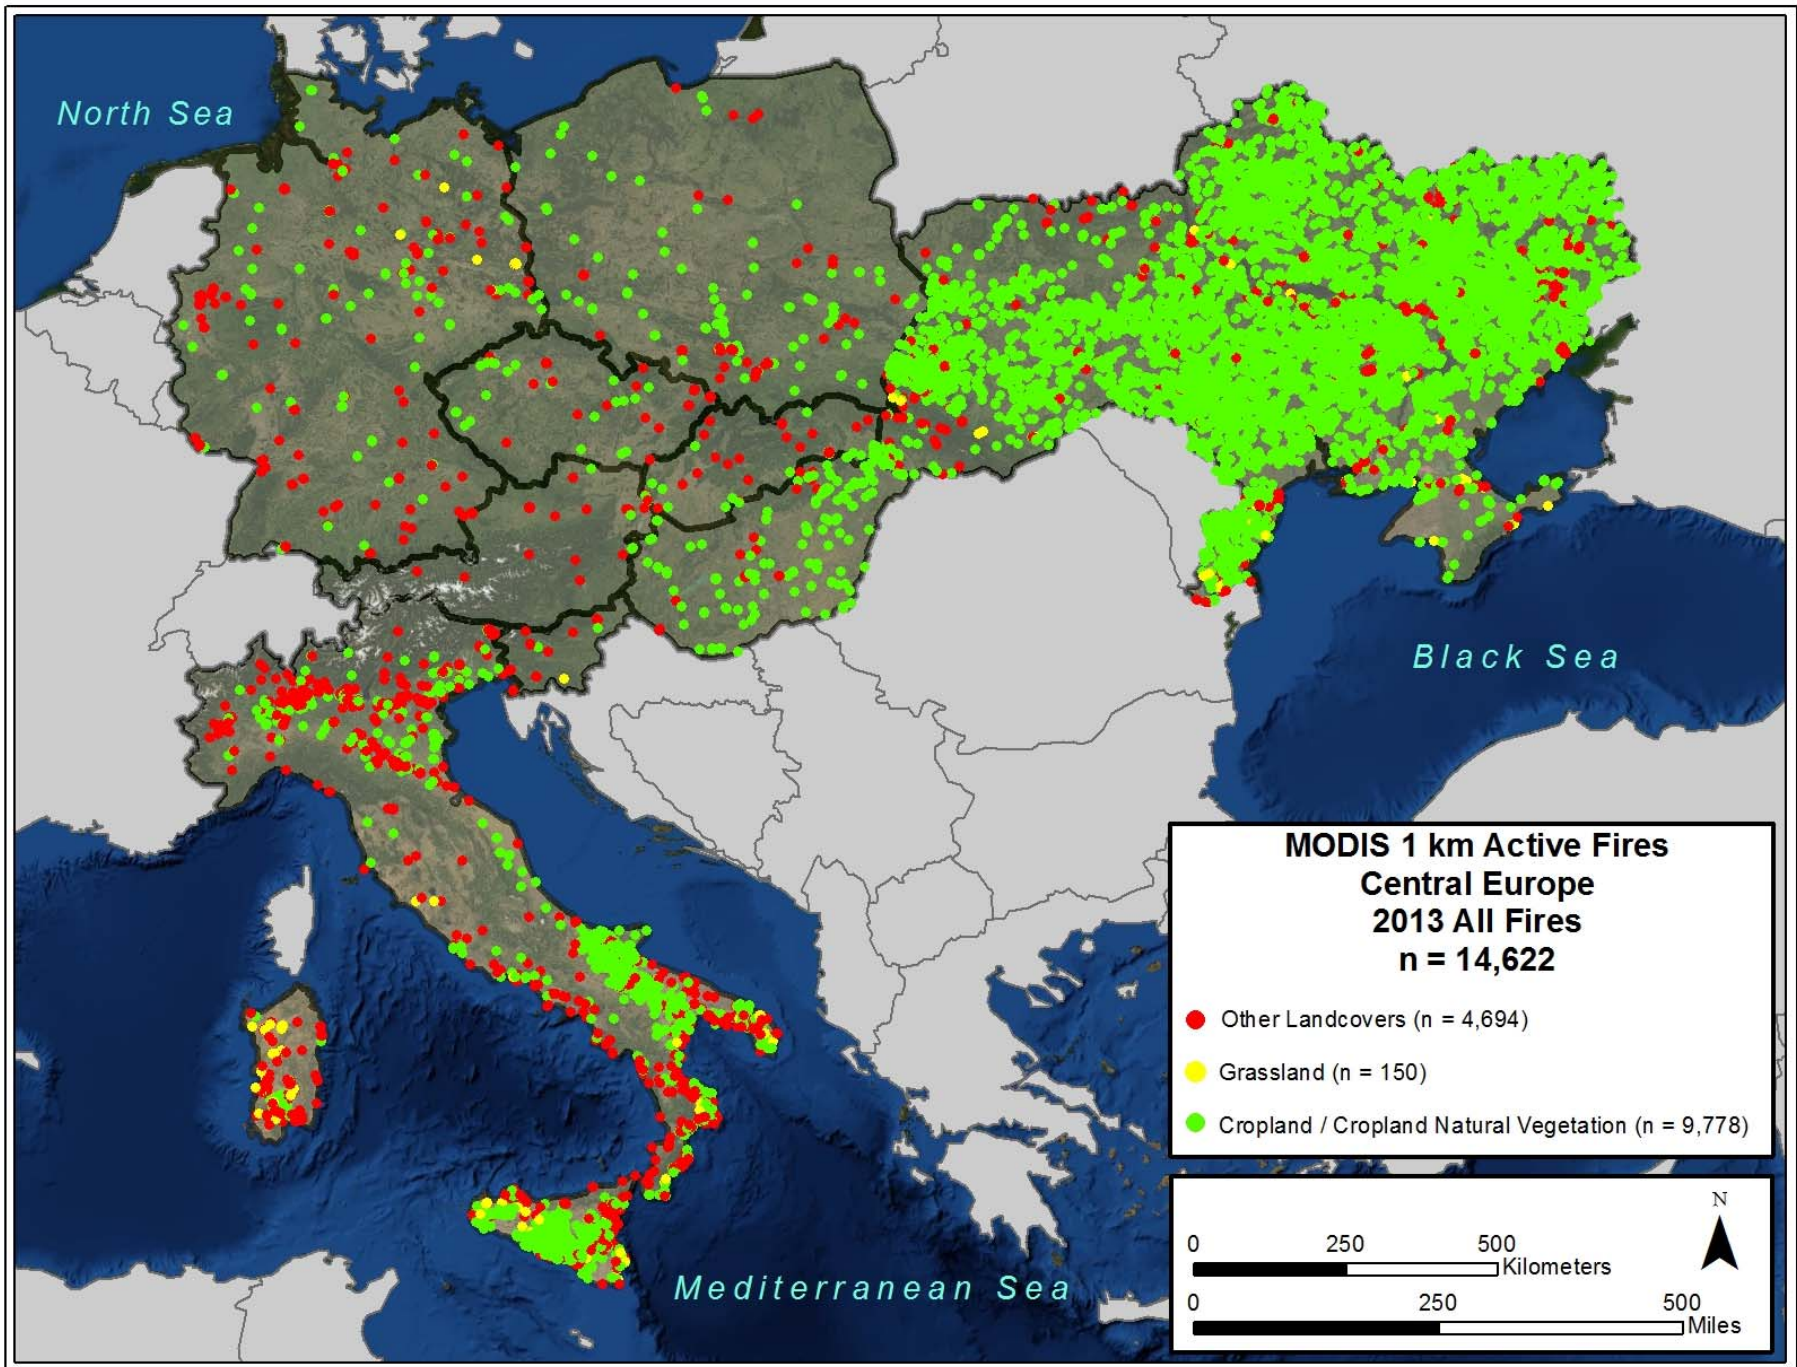 North Sea
Black Sea
Mediterranean Sea
MODIS 1 km Active Fires
Central Europe
2013 All Fires
n = 14,622
Other Landcovers (n = 4,694)
Grassland (n = 150)
Cropland / Cropland Natural Vegetation (n = 9,778)
N
0 250 500
Kilometers
0 250 500
Miles